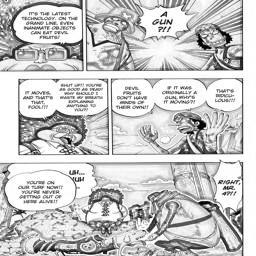 A
GUN
?!!
IT'S THE LATEST
TECHNOLOGY. ON THE
GRAND LINE, EVEN
INANIMATE OBJECTS
CAN EAT DEVIL
FRUITS!
THAT'S
RIDICU-
LOUS!!!
IF IT WAS
ORIGINALLY
A GUN, WHY'S
IT MOVING?!
DEVIL
FRUITS
DON'T HAVE
MINDS OF
THEIR OWN!!
SHUT UP!! YOU'RE
AS GOOD AS DEAD!
WHY SHOULD I
WASTE MY BREATH
EXPLAINING
ANYTHING
TO YOU?!
IT MOVES,
AND THAT'S
THAT,
FOOL!!!
RIGHT,
MR.
4?!!
UH...
HUH
YOU'RE
ON OUR
TURF NOW!!
YOU'RE NEVER
GETTING OUT OF
HERE ALIVE!!